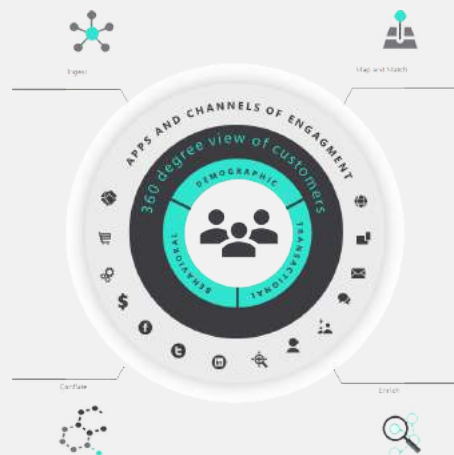 Ingest
Map and Match
APPS AND CHANNELS OF ENGAGMENT
360 degree view of customers
DEMOGRAPHIC
BEHAVIORAL
TRANSACTIONAL
Conflate
Enrich